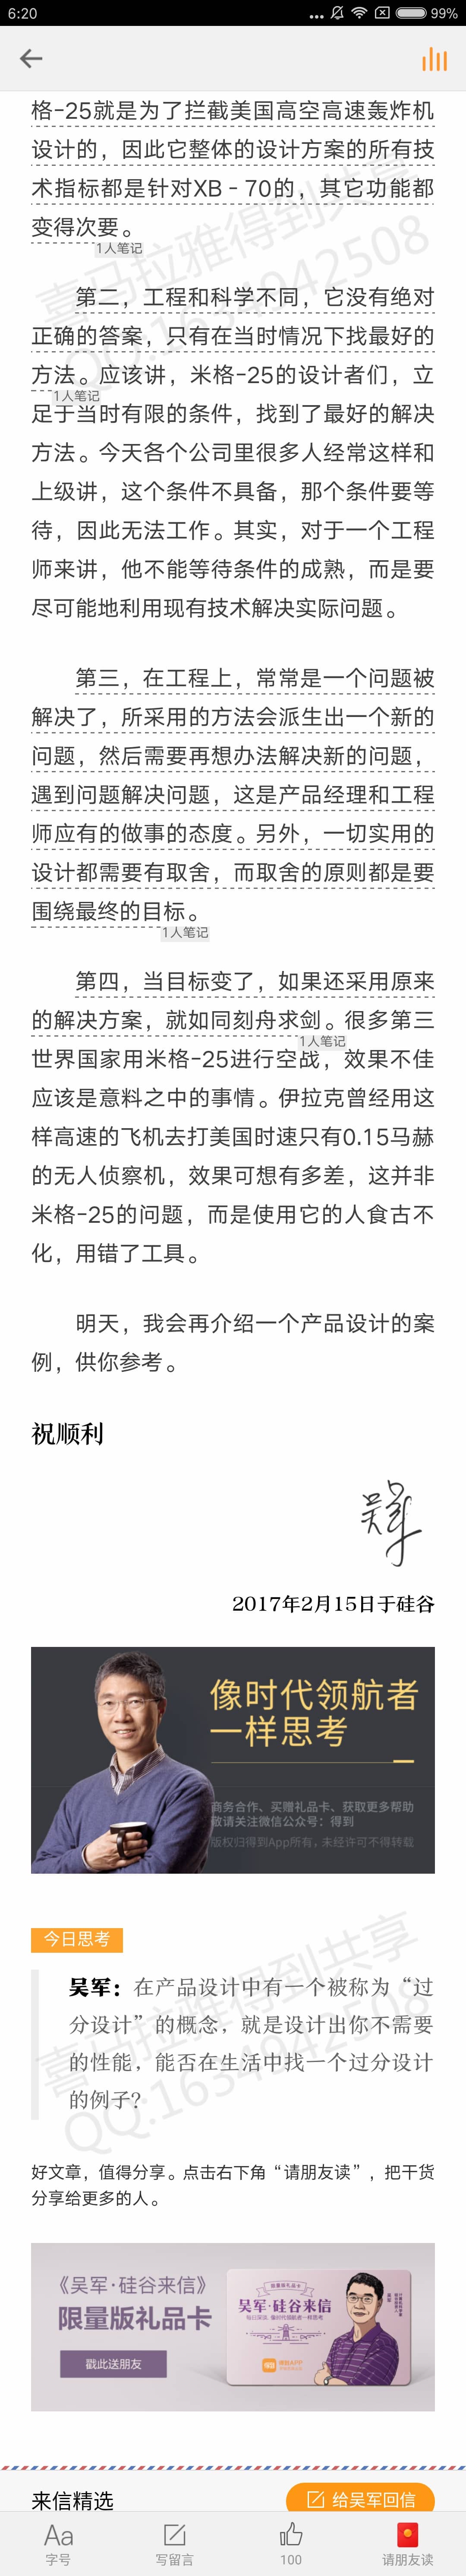 6:20
99%
格-25就是为了拦截美国高空高速轰炸机
设计的，因此它整体的设计方案的所有技
术指标都是针对XB-70的，其它功能都
变得次要。
1人笔记
第二，工程和科学不同，它没有绝对
正确的答案，只有在当时情况下找最好的
方法。应该讲，米格-25的设计者们，立
1人笔记
足于当时有限的条件，找到了最好的解决
方法。今天各个公司里很多人经常这样和
上级讲，这个条件不具备，那个条件要等
待，因此无法工作。其实，对于一个工程
师来讲，他不能等待条件的成熟，而是要
尽可能地利用现有技术解决实际问题。
第三，在工程上，常常是一个问题被
解决了，所采用的方法会派生出一个新的
问题，然后需要再想办法解决新的问题，
遇到问题解决问题，这是产品经理和工程
师应有的做事的态度。另外，一切实用的
设计都需要有取舍，而取舍的原则都是要
围绕最终的目标。
1人笔记
第四，当目标变了，如果还采用原来
的解决方案，就如同刻舟求剑。很多第三
1人笔记
世界国家用米格-25进行空战，效果不佳
应该是意料之中的事情。伊拉克曾经用这
样高速的飞机去打美国时速只有0.15马赫
的无人侦察机，效果可想有多差，这并非
米格-25的问题，而是使用它的人食古不
化，用错了工具。
明天，我会再介绍一个产品设计的案
例，供你参考。
祝顺利
吴军
2017年2月15日于硅谷
像时代领航者
一样思考
商务合作、买赠礼品卡、获取更多帮助
敬请关注微信公众号：得到
版权归得到App所有，未经许可不得转载
今日思考
吴军：在产品设计中有一个被称为“过
分设计”的概念，就是设计出你不需要
的性能，能否在生活中找一个过分设计
的例子？
好文章，值得分享。点击右下角“请朋友读”，把干货
分享给更多的人。
《吴军·硅谷来信》
限量版礼品卡
戳此送朋友
限量版礼品卡
吴军·硅谷来信
来信精选
给吴军回信
Aa
字号
写留言
100
请朋友读
喜马拉雅得到共享
QQ:1634942508
喜马拉雅得到共享
QQ:1634942508